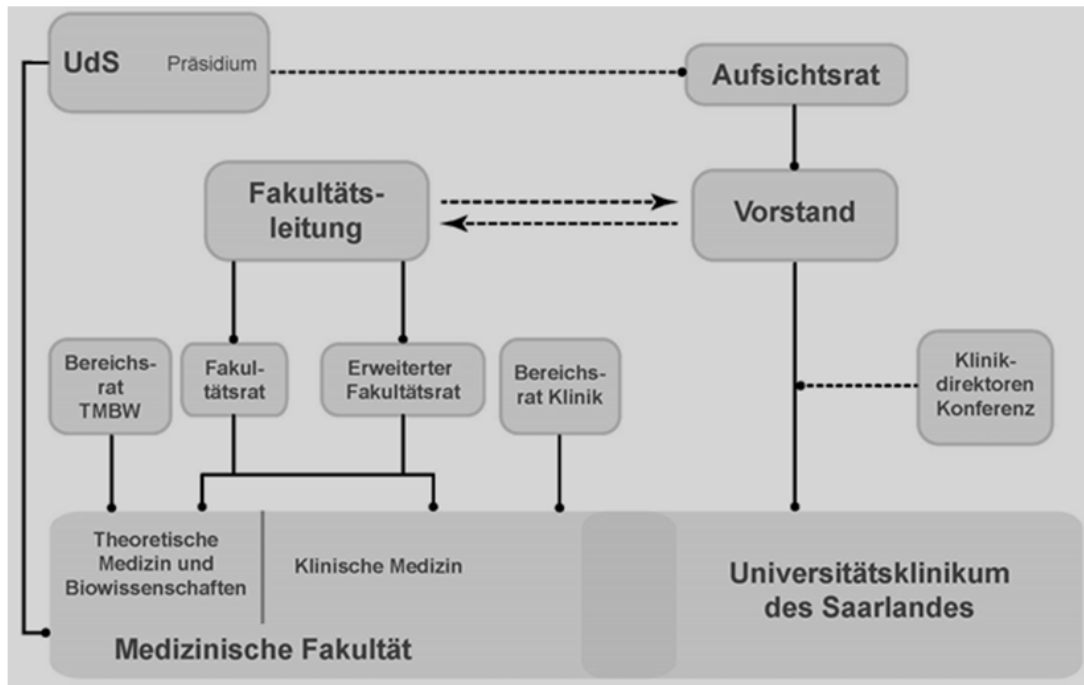 UdS Präsidium
Aufsichtsrat
Fakultäts-
leitung
Vorstand
Bereichs-
rat
TMBW
Fakul-
tätsrat
Erweiterter
Fakultätsrat
Bereichs-
rat Klinik
Klinik-
direktoren
Konferenz
Theoretische
Medizin und
Biowissenschaften
Klinische Medizin
Medizinische Fakultät
Universitätsklinikum
des Saarlandes